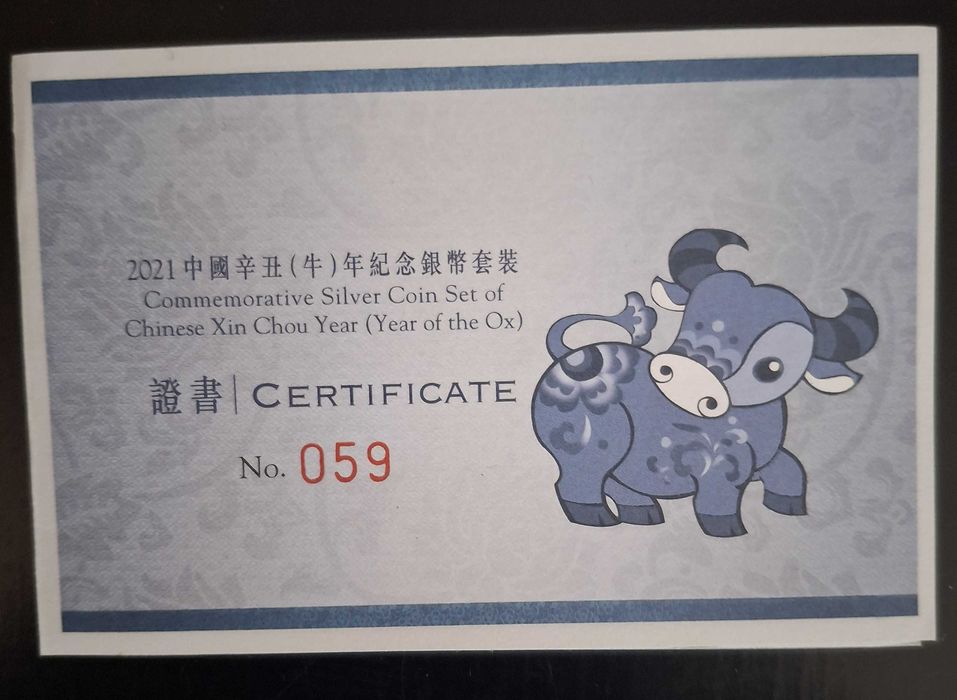 2021中國辛丑(牛)年紀念銀幣套裝
Commemorative Silver Coin Set of
Chinese Xin Chou Year (Year of the Ox)
證書 | CERTIFICATE
No. 059